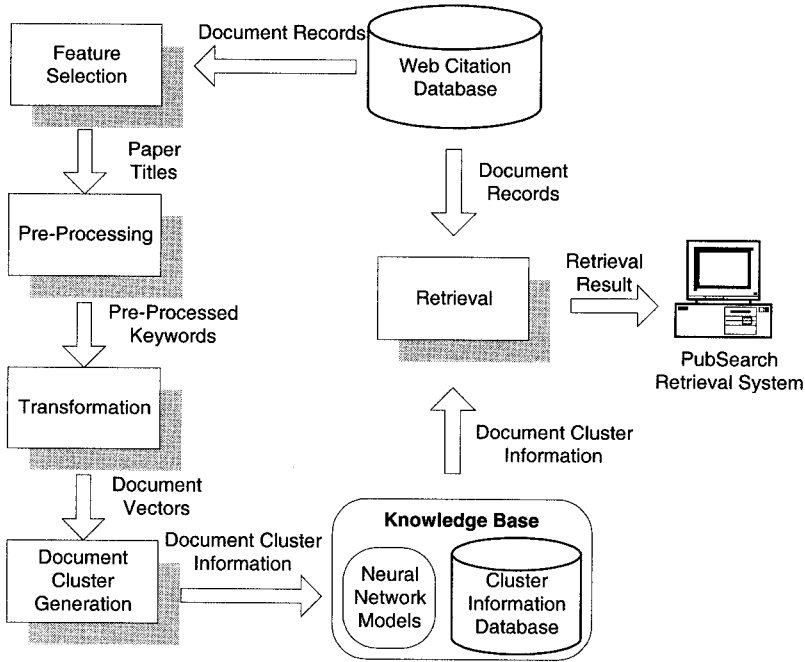 Document Records
Feature
Selection
Web Citation
Database
Paper
Titles
Document
Records
Pre-Processing
Retrieval
Retrieval
Result
Pre-Processed
Keywords
PubSearch
Retrieval System
Transformation
Document Cluster
Information
Document
Vectors
Document
Cluster
Generation
Document Cluster
Information
Knowledge Base
Neural
Network
Models
Cluster
Information
Database